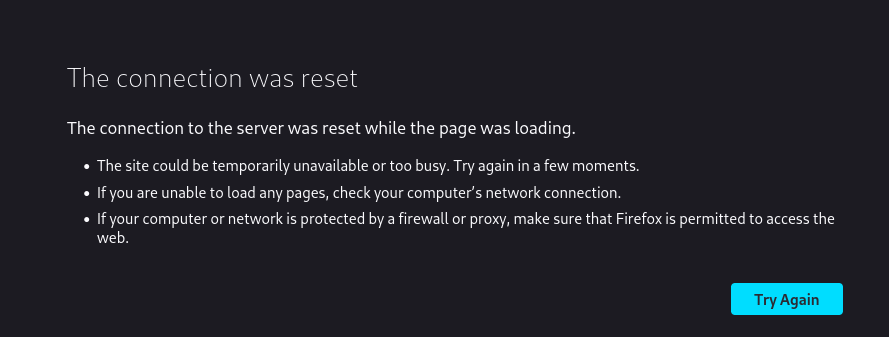 The connection was reset
The connection to the server was reset while the page was loading.
• The site could be temporarily unavailable or too busy. Try again in a few moments.
• If you are unable to load any pages, check your computer’s network connection.
• If your computer or network is protected by a firewall or proxy, make sure that Firefox is permitted to access the
web.
Try Again